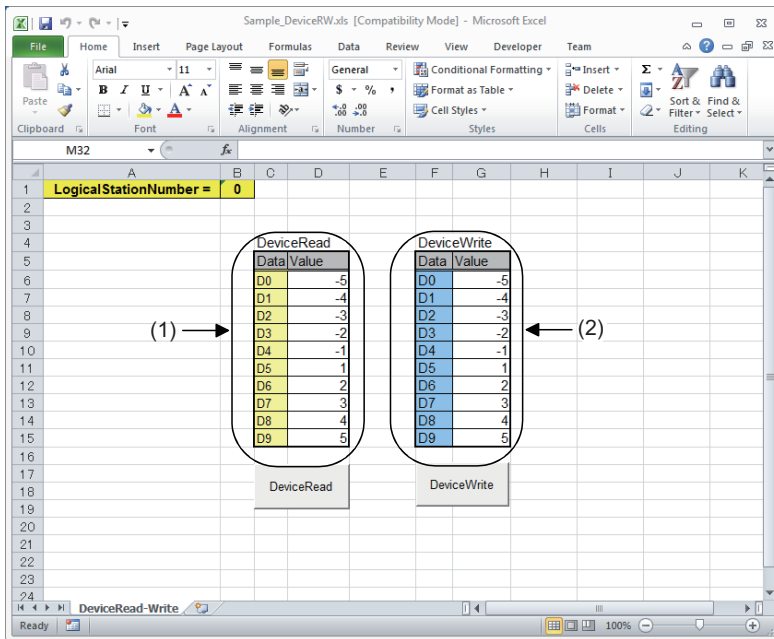 Sample_DeviceRW.xls [Compatibility Mode] - Microsoft Excel
File Home Insert Page Layout Formulas Data Review View Developer Team
Paste
Arial 11
B I U A A
A
General
$ % ,
Conditional Formatting
Format as Table
Cell Styles
Insert
Delete
Format
Σ
Sort & Filter
Find & Select
Clipboard Font Alignment Number Styles Cells Editing
M32 fx
A B C D E F G H I J K
1 LogicalStationNumber = 0
2
3
4 DeviceRead DeviceWrite
5 Data Value Data Value
6 D0 -5 D0 -5
7 D1 -4 D1 -4
8 D2 -3 D2 -3
9 (1) D3 -2 D3 -2 (2)
10 D4 -1 D4 -1
11 D5 1 D5 1
12 D6 2 D6 2
13 D7 3 D7 3
14 D8 4 D8 4
15 D9 5 D9 5
16
17
18 DeviceRead DeviceWrite
19
20
21
22
23
24
DeviceRead-Write
Ready 100%